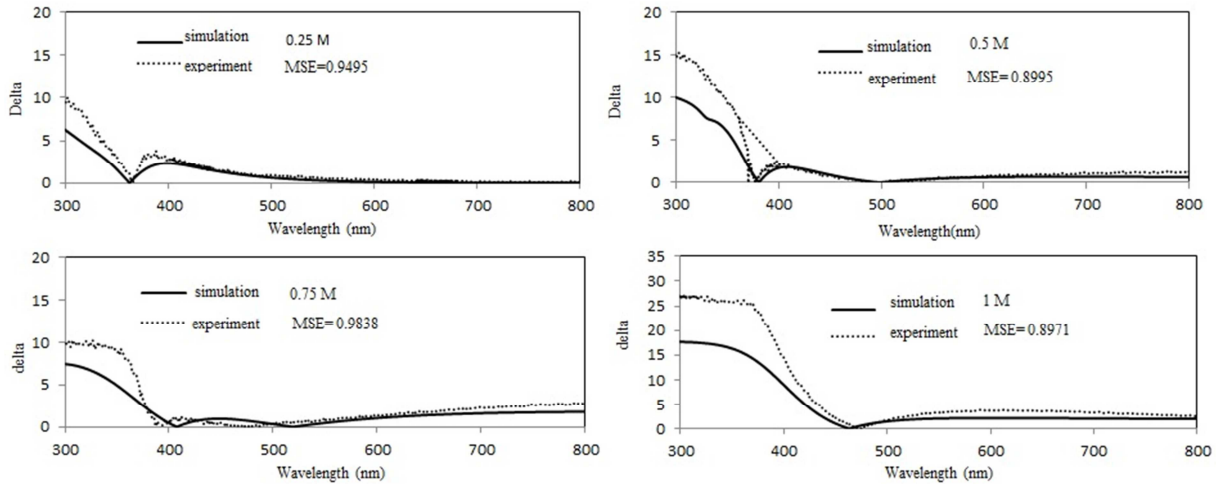 20
15
10
5
0
Delta
simulation 0.25 M
experiment MSE=0.9495
300 400 500 600 700 800
Wavelength (nm)
20
15
10
5
0
Delta
simulation 0.5 M
experiment MSE=0.8995
300 400 500 600 700 800
Wavelength(nm)
20
15
10
5
0
delta
simulation 0.75 M
experiment MSE=0.9838
300 400 500 600 700 800
Wavelength (nm)
35
30
25
20
15
10
5
0
delta
simulation 1 M
experiment MSE=0.8971
300 400 500 600 700 800
Wavelength (nm)